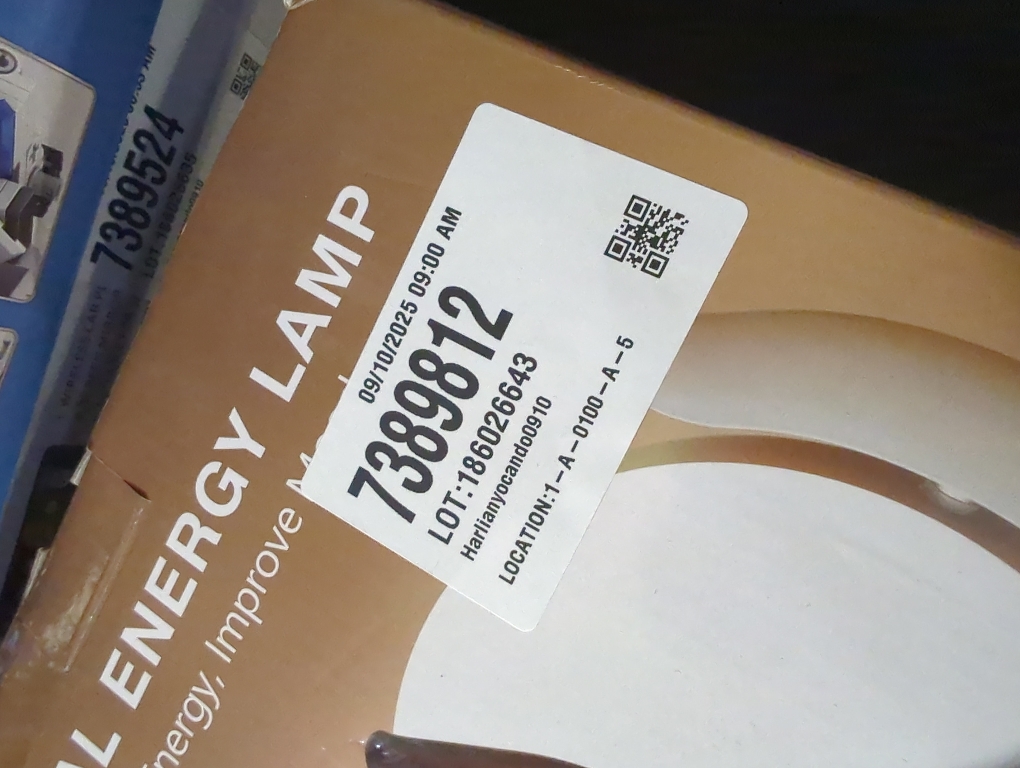 7389524
AL ENERGY LAMP
Energy, Improve
09/10/2025 09:00 AM
7389812
LOT:186026643
Harlianyocando0910
LOCATION:1-A-0100-A-5